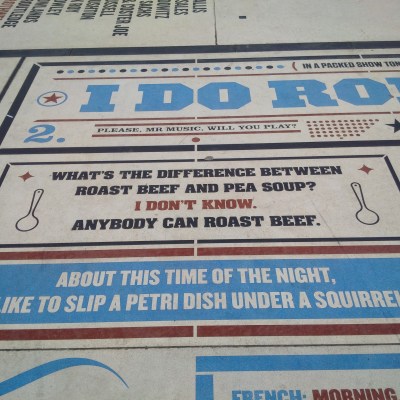 (IN A PACKED SHOW TON
I DO RO
2.
PLEASE, MR MUSIC, WILL YOU PLAY?
WHAT'S THE DIFFERENCE BETWEEN
ROAST BEEF AND PEA SOUP?
I DON'T KNOW.
ANYBODY CAN ROAST BEEF.
ABOUT THIS TIME OF THE NIGHT,
LIKE TO SLIP A PETRI DISH UNDER A SQUIRREL
FRENCH: MORNING